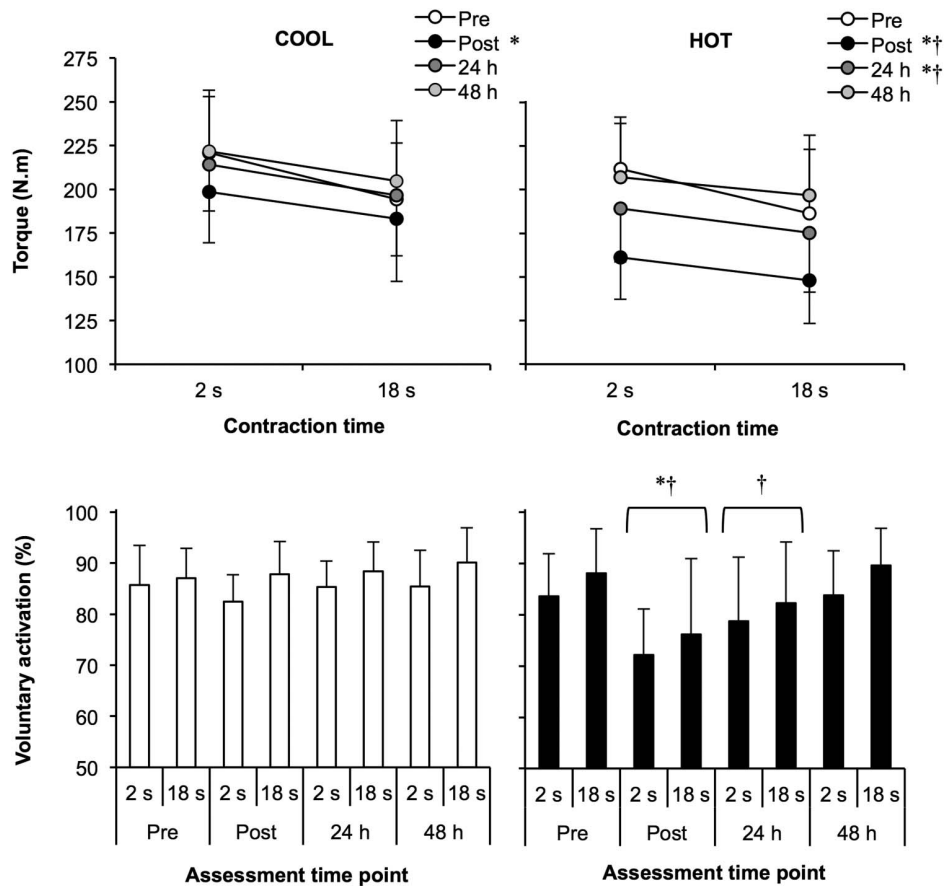 COOL
Pre
Post *
24 h
48 h
Torque (N.m)
275
250
225
200
175
150
125
100
2 s 18 s
Contraction time
HOT
Pre
Post *†
24 h *†
48 h
2 s 18 s
Contraction time
Voluntary activation (%)
100
90
80
70
60
50
2 s 18 s 2 s 18 s 2 s 18 s 2 s 18 s
Pre Post 24 h 48 h
Assessment time point
*† †
2 s 18 s 2 s 18 s 2 s 18 s 2 s 18 s
Pre Post 24 h 48 h
Assessment time point